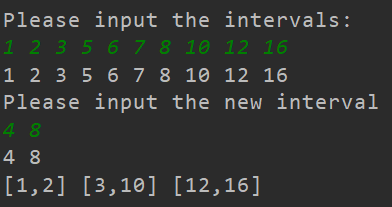 Please input the intervals:
1 2 3 5 6 7 8 10 12 16
1 2 3 5 6 7 8 10 12 16
Please input the new interval
4 8
4 8
[1,2] [3,10] [12,16]